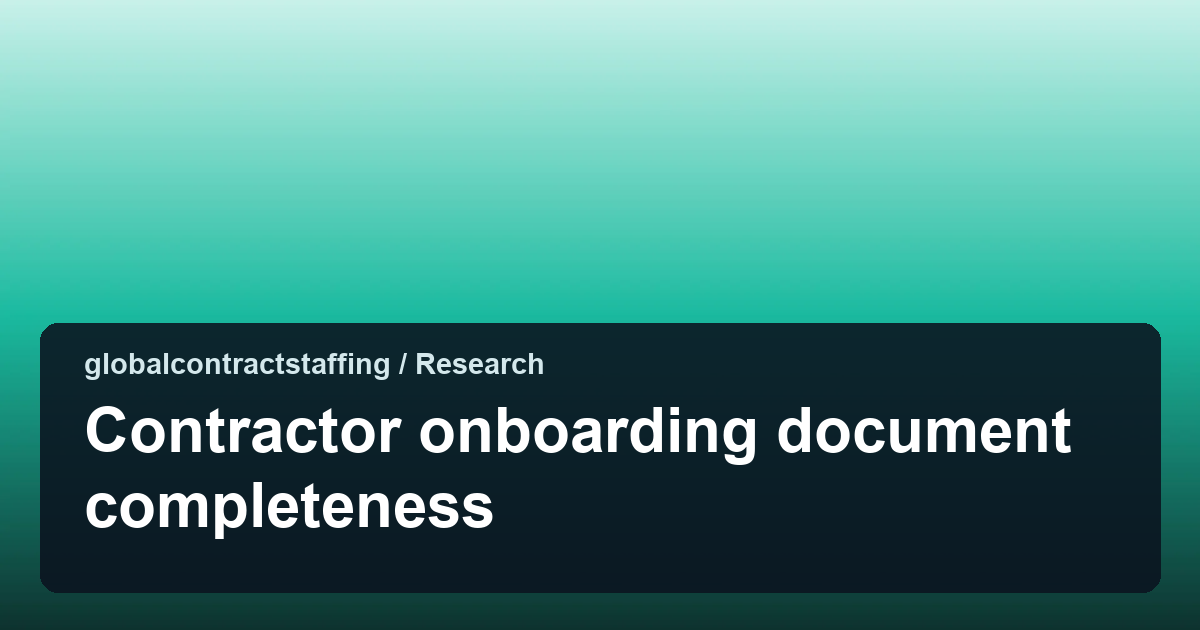 globalcontractstaffing / Research
Contractor onboarding document
completeness